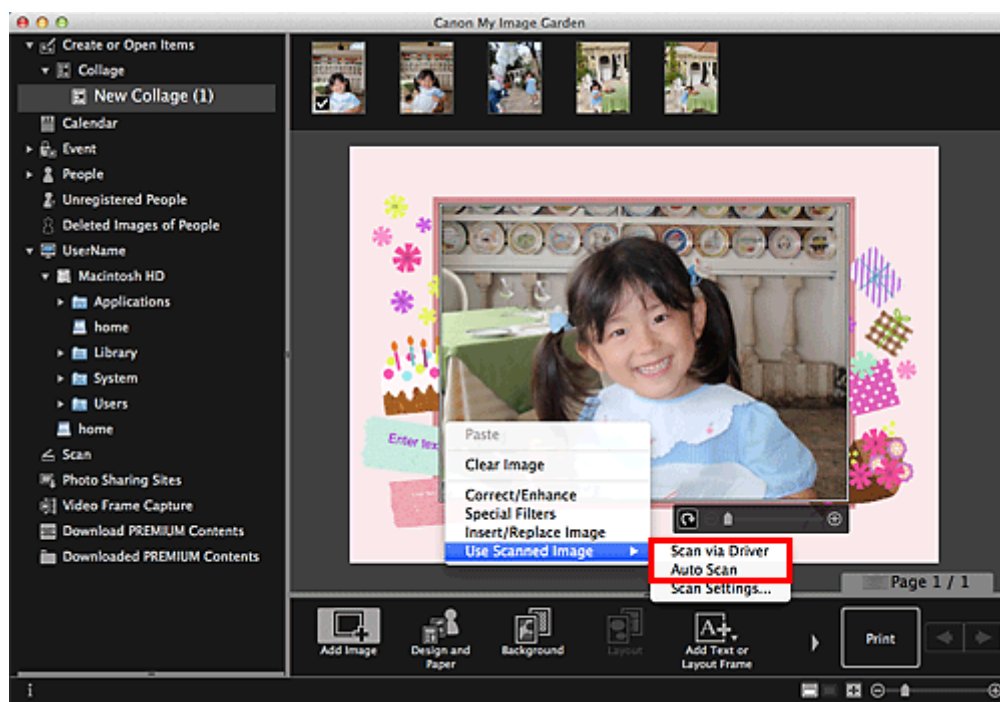 Canon My Image Garden
Create or Open Items
Collage
New Collage (1)
Calendar
Event
People
Unregistered People
Deleted Images of People
UserName
Macintosh HD
Applications
home
Library
System
Users
home
Scan
Photo Sharing Sites
Video Frame Capture
Download PREMIUM Contents
Downloaded PREMIUM Contents
Enter
Paste
Clear Image
Correct/Enhance
Special Filters
Insert/Replace Image
Use Scanned Image
Scan via Driver
Auto Scan
Scan Settings...
Page 1 / 1
Add Image
Design and
Paper
Background
Layout
Add Text or
Layout Frame
Print